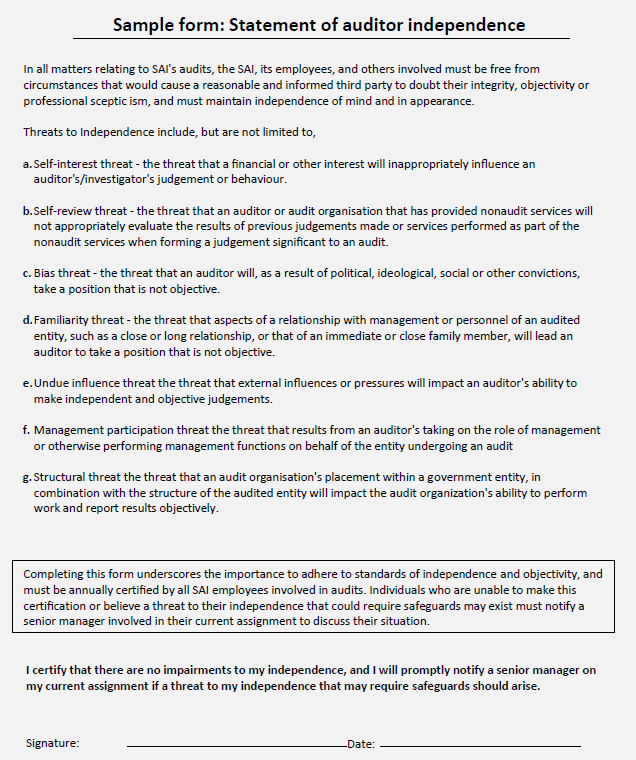 Sample form: Statement of auditor independence
In all matters relating to SAI's audits, the SAI, its employees, and others involved must be free from
circumstances that would cause a reasonable and informed third party to doubt their integrity, objectivity or
professional sceptic ism, and must maintain independence of mind and in appearance.
Threats to Independence include, but are not limited to,
a. Self-interest threat - the threat that a financial or other interest will inappropriately influence an
auditor's/investigator's judgement or behaviour.
b. Self-review threat - the threat that an auditor or audit organisation that has provided nonaudit services will
not appropriately evaluate the results of previous judgements made or services performed as part of the
nonaudit services when forming a judgement significant to an audit.
c. Bias threat - the threat that an auditor will, as a result of political, ideological, social or other convictions,
take a position that is not objective.
d. Familiarity threat - the threat that aspects of a relationship with management or personnel of an audited
entity, such as a close or long relationship, or that of an immediate or close family member, will lead an
auditor to take a position that is not objective.
e. Undue influence threat the threat that external influences or pressures will impact an auditor's ability to
make independent and objective judgements.
f. Management participation threat the threat that results from an auditor's taking on the role of management
or otherwise performing management functions on behalf of the entity undergoing an audit
g. Structural threat the threat that an audit organisation's placement within a government entity, in
combination with the structure of the audited entity will impact the audit organization's ability to perform
work and report results objectively.
Completing this form underscores the importance to adhere to standards of independence and objectivity, and
must be annually certified by all SAI employees involved in audits. Individuals who are unable to make this
certification or believe a threat to their independence that could require safeguards may exist must notify a
senior manager involved in their current assignment to discuss their situation.
I certify that there are no impairments to my independence, and I will promptly notify a senior manager on
my current assignment if a threat to my independence that may require safeguards should arise.
Signature: Date: